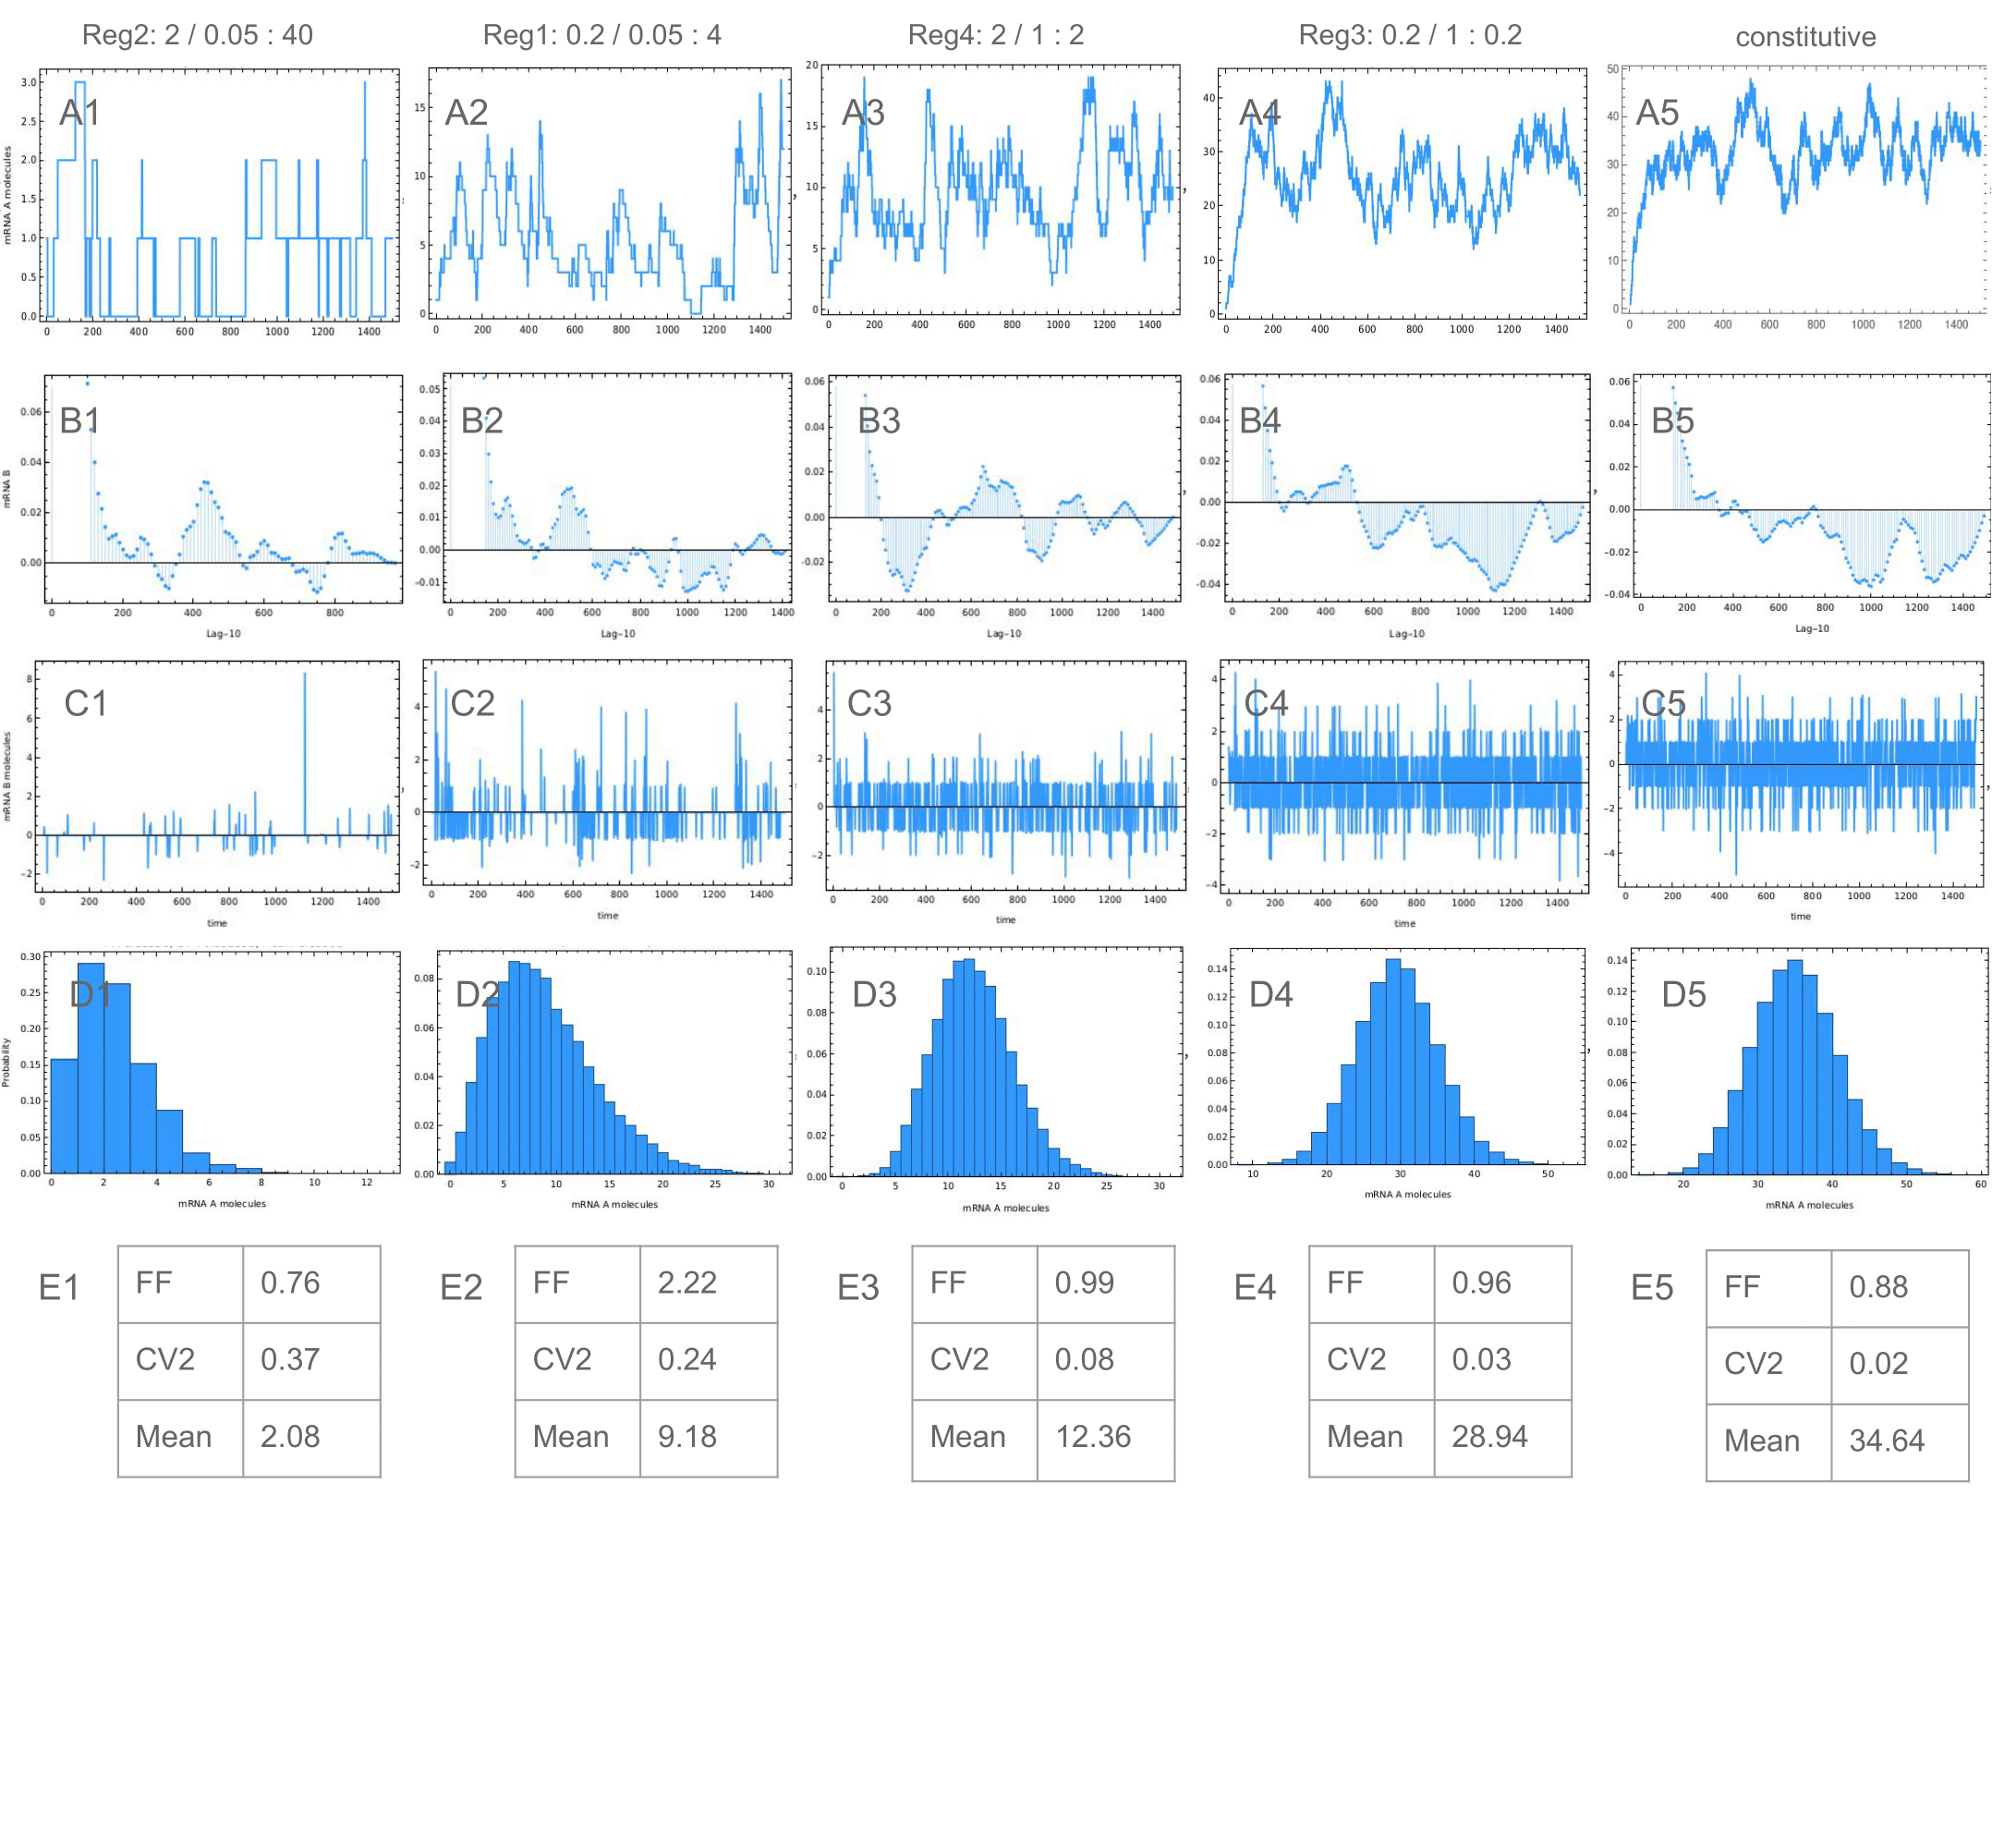 Reg2: 2 / 0.05 : 40
Reg1: 0.2 / 0.05 : 4
Reg4: 2 / 1 : 2
Reg3: 0.2 / 1 : 0.2
constitutive
A1
mRNA A molecules
3.0
2.5
2.0
1.5
1.0
0.5
0.0
0 200 400 600 800 1000 1200 1400
A2
15
10
5
0
0 200 400 600 800 1000 1200 1400
A3
20
15
10
5
0
0 200 400 600 800 1000 1200 1400
A4
40
30
20
10
0
0 200 400 600 800 1000 1200 1400
A5
50
40
30
20
10
0
0 200 400 600 800 1000 1200 1400
B1
mRNA B
0.06
0.04
0.02
0.00
0 200 400 600 800
Lag-10
B2
0.05
0.04
0.03
0.02
0.01
0.00
-0.01
0 200 400 600 800 1000 1200 1400
Lag-10
B3
0.06
0.04
0.02
0.00
-0.02
0 200 400 600 800 1000 1200 1400
Lag-10
B4
0.06
0.04
0.02
0.00
-0.02
-0.04
0 200 400 600 800 1000 1200 1400
Lag-10
B5
0.06
0.04
0.02
0.00
-0.02
-0.04
0 200 400 600 800 1000 1200 1400
Lag-10
C1
mRNA B molecules
8
6
4
2
0
-2
0 200 400 600 800 1000 1200 1400
time
C2
4
2
0
-2
0 200 400 600 800 1000 1200 1400
time
C3
4
2
0
-2
0 200 400 600 800 1000 1200 1400
time
C4
4
2
0
-2
-4
0 200 400 600 800 1000 1200 1400
time
C5
4
2
0
-2
-4
0 200 400 600 800 1000 1200 1400
time
D1
Probability
0.30
0.25
0.20
0.15
0.10
0.05
0.00
0 2 4 6 8 10 12
mRNA A molecules
D2
0.08
0.06
0.04
0.02
0.00
0 5 10 15 20 25 30
mRNA A molecules
D3
0.10
0.08
0.06
0.04
0.02
0.00
0 5 10 15 20 25 30
mRNA A molecules
D4
0.14
0.12
0.10
0.08
0.06
0.04
0.02
0.00
10 20 30 40 50
mRNA A molecules
D5
0.14
0.12
0.10
0.08
0.06
0.04
0.02
0.00
20 30 40 50 60
mRNA A molecules
E1
FF 0.76
CV2 0.37
Mean 2.08
E2
FF 2.22
CV2 0.24
Mean 9.18
E3
FF 0.99
CV2 0.08
Mean 12.36
E4
FF 0.96
CV2 0.03
Mean 28.94
E5
FF 0.88
CV2 0.02
Mean 34.64